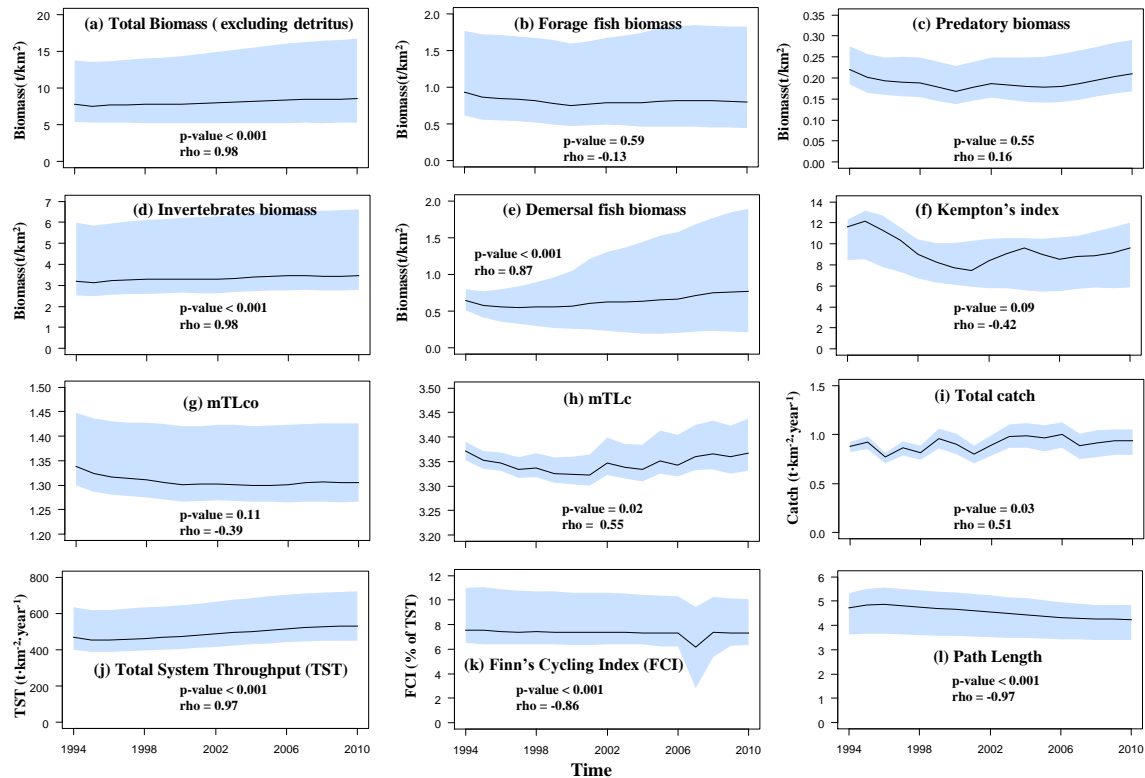 (a) Total Biomass ( excluding detritus)
Biomass(t/km²)
20
15
10
5
0
p-value < 0.001
rho = 0.98
(b) Forage fish biomass
Biomass(t/km²)
2.0
1.5
1.0
0.5
0.0
p-value = 0.59
rho = -0.13
(c) Predatory biomass
Biomass(t/km²)
0.35
0.30
0.25
0.20
0.15
0.10
0.05
0.00
p-value = 0.55
rho = 0.16
(d) Invertebrates biomass
Biomass(t/km²)
7
6
5
4
3
2
1
0
p-value < 0.001
rho = 0.98
(e) Demersal fish biomass
Biomass(t/km²)
2.0
1.5
1.0
0.5
0.0
p-value < 0.001
rho = 0.87
(f) Kempton's index
14
12
10
8
6
4
2
0
p-value = 0.09
rho = -0.42
(g) mTLco
1.50
1.45
1.40
1.35
1.30
1.25
1.20
p-value = 0.11
rho = -0.39
(h) mTLc
3.50
3.45
3.40
3.35
3.30
3.25
3.20
p-value = 0.02
rho = 0.55
(i) Total catch
Catch (t·km⁻²·year⁻¹)
1.5
1.0
0.5
0.0
p-value = 0.03
rho = 0.51
TST (t·km⁻²·year⁻¹)
800
600
400
200
0
(j) Total System Throughput (TST)
p-value < 0.001
rho = 0.97
1994 1998 2002 2006 2010
FCI (% of TST)
12
10
8
6
4
2
0
(k) Finn's Cycling Index (FCI)
p-value < 0.001
rho = -0.86
1994 1998 2002 2006 2010
6
5
4
3
2
1
0
(l) Path Length
p-value < 0.001
rho = -0.97
1994 1998 2002 2006 2010
Time